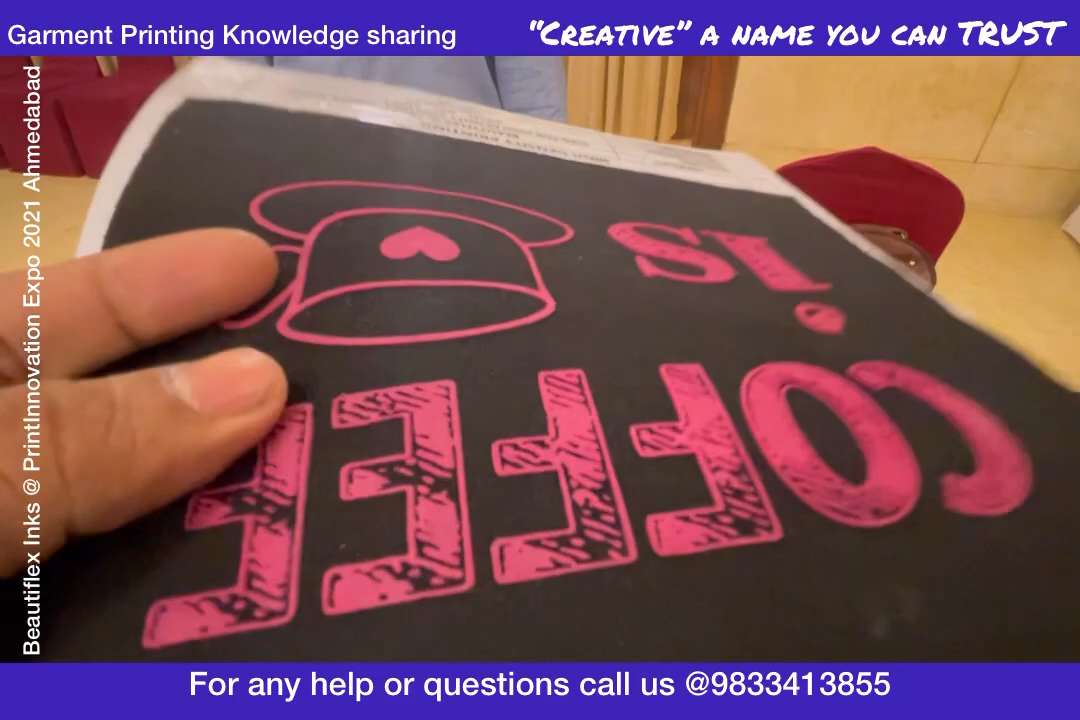 Garment Printing Knowledge sharing
"CREATIVE" A NAME YOU CAN TRUST
Beautiflex Inks @ PrintInnovation Expo 2021 Ahmedabad
COFFEE
IS
For any help or questions call us @9833413855